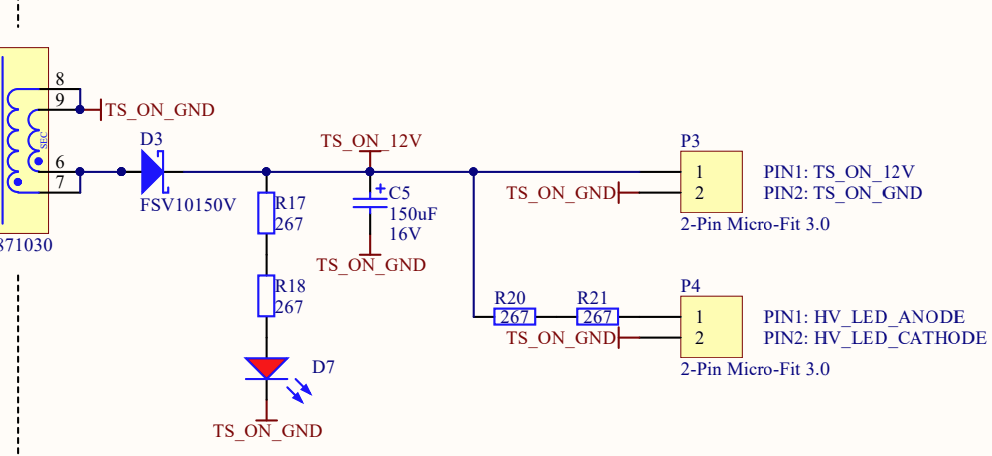 8
9
TS_ON_GND
SEC
6
7
871030
D3
FSV10150V
TS_ON_12V
C5
150uF
16V
TS_ON_GND
R17
267
R18
267
D7
TS_ON_GND
P3
1
2
TS_ON_GND
PIN1: TS_ON_12V
PIN2: TS_ON_GND
2-Pin Micro-Fit 3.0
P4
R20
267
R21
267
1
2
TS_ON_GND
PIN1: HV_LED_ANODE
PIN2: HV_LED_CATHODE
2-Pin Micro-Fit 3.0